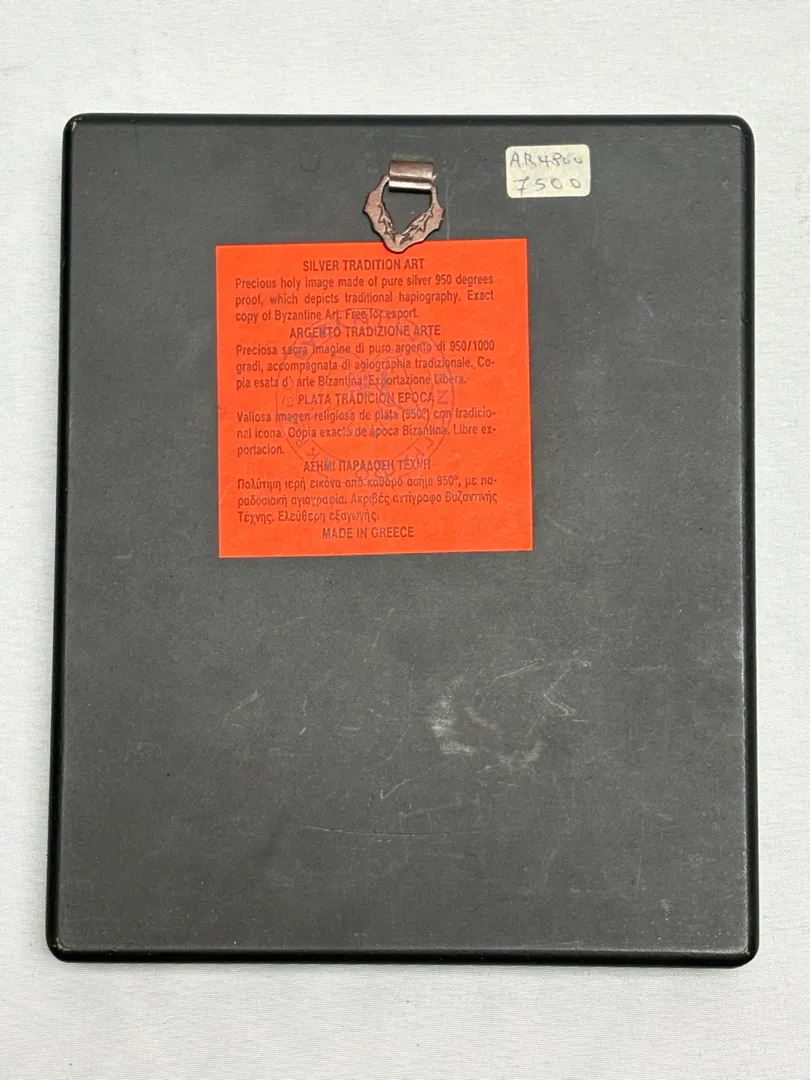 AR4800
7500
SILVER TRADITION ART
Precious holy image made of pure silver 950 degrees
proof, which depicts traditional hapiography. Exact
copy of Byzantine Art. Free for export.
ARGENTO TRADIZIONE ARTE
Preciosa sacra imagine di puro argento di 950/1000
gradi, accompagnata di agiographia tradizionale. Co-
pia esata d' arte Bizantina. Exportazione Libera.
PLATA TRADICION EPOCA
Valiosa imagen religiosa de plata (950°) con tradicio-
nal icona. Copia exacta de época Bizantina. Libre ex-
portacion.
ΑΣΗΜΙ ΠΑΡΑΔΟΣΗ ΤΕΧΝΗ
Πολύτιμη ιερή εικόνα από καθαρό ασήμι 950°, με πα-
ραδοσιακή αγιογραφία. Ακριβές αντίγραφο Βυζαντινής
Τέχνης. Ελεύθερη εξαγωγής.
MADE IN GREECE